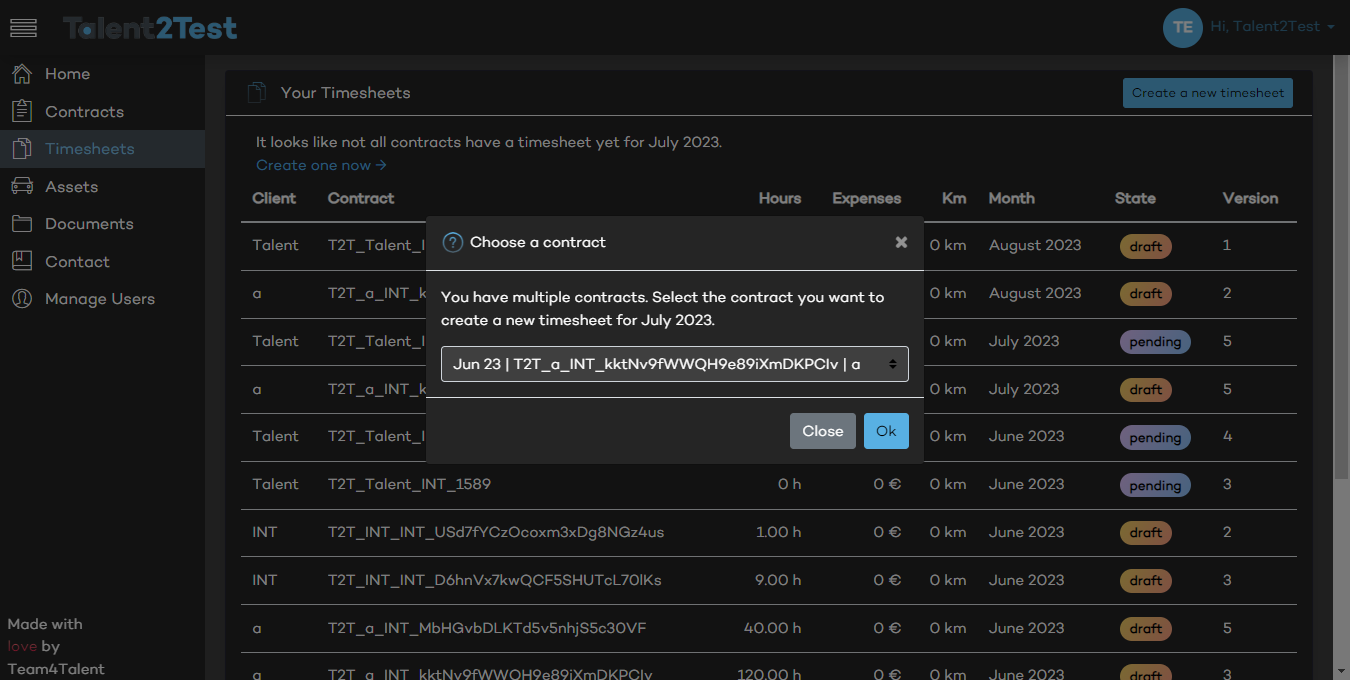 Talent2Test
TE
Hi, Talent2Test
Home
Contracts
Timesheets
Assets
Documents
Contact
Manage Users
Made with
love by
Team4Talent
Your Timesheets
Create a new timesheet
It looks like not all contracts have a timesheet yet for July 2023.
Create one now →
Client Contract Hours Expenses Km Month State Version
Talent T2T_Talent_I 0 km August 2023 draft 1
a T2T_a_INT_k 0 km August 2023 draft 2
Talent T2T_Talent_I 0 km July 2023 pending 5
a T2T_a_INT_k 0 km July 2023 draft 5
Talent T2T_Talent_I 0 km June 2023 pending 4
Talent T2T_Talent_INT_1589 0 h 0 € 0 km June 2023 pending 3
INT T2T_INT_INT_USd7fYCzOcoxm3xDg8NGz4us 1.00 h 0 € 0 km June 2023 draft 2
INT T2T_INT_INT_D6hnVx7kwQCF5SHUTcL70IKs 9.00 h 0 € 0 km June 2023 draft 3
a T2T_a_INT_MbHGvbDLKTd5v5nhjS5c30VF 40.00 h 0 € 0 km June 2023 draft 5
a T2T_a_INT_kktNv9fWWQH9e89iXmDKPCIv 120.00 h 0 € 0 km June 2023 draft 3
? Choose a contract ×
You have multiple contracts. Select the contract you want to
create a new timesheet for July 2023.
Jun 23 | T2T_a_INT_kktNv9fWWQH9e89iXmDKPCIv | a
Close Ok